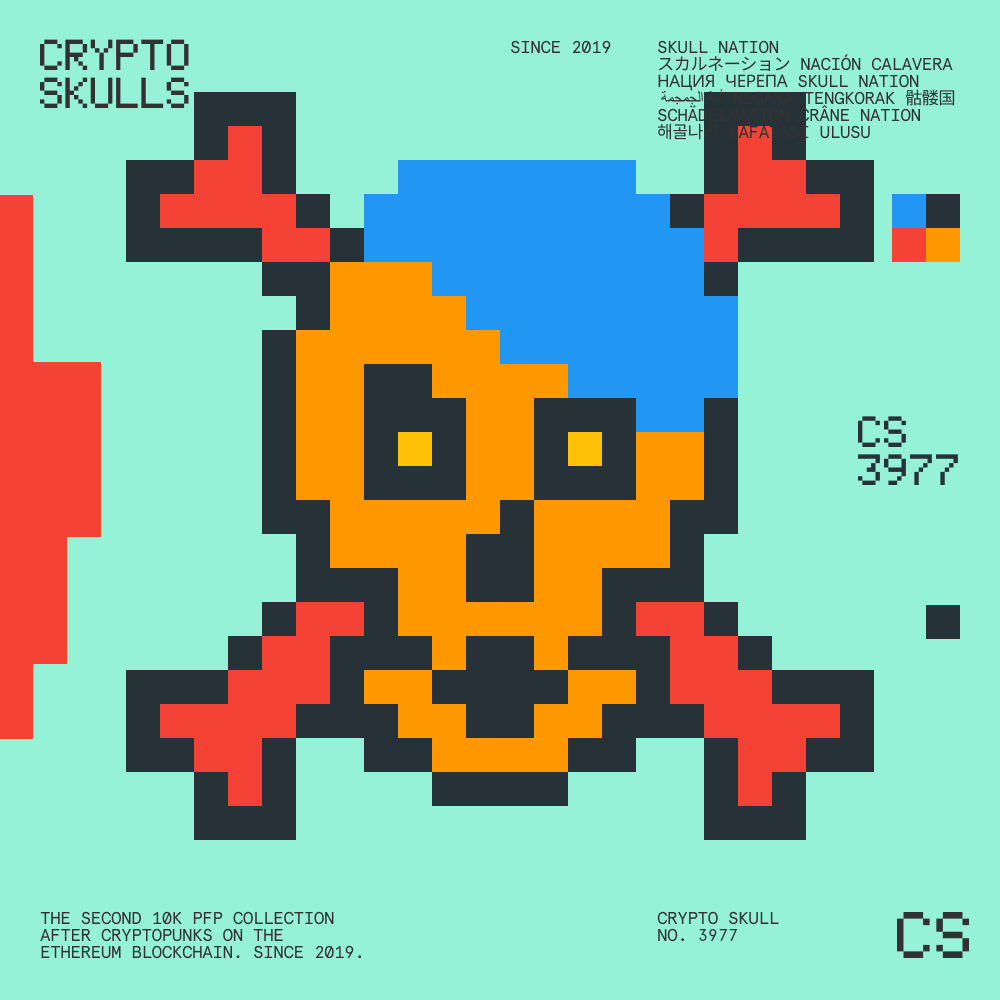 CRYPTO
SKULLS
SINCE 2019
SKULL NATION
スカルネーション NACIÓN CALAVERA
НАЦИЯ ЧЕРЕПА SKULL NATION
الجمجمة TENGKORAK 骷髅国
CRÂNE NATION
해골 ULUSU
CS
3977
THE SECOND 10K PFP COLLECTION
AFTER CRYPTOPUNKS ON THE
ETHEREUM BLOCKCHAIN. SINCE 2019.
CRYPTO SKULL
NO. 3977
CS